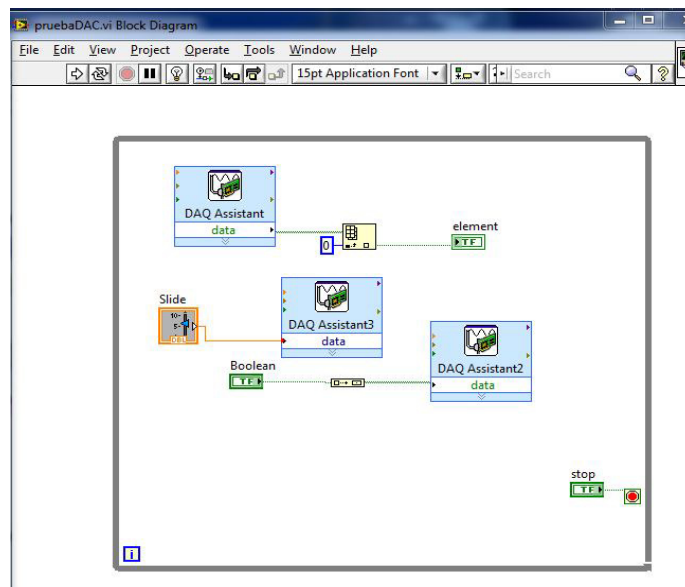 pruebaDAC.vi Block Diagram
File Edit View Project Operate Tools Window Help
15pt Application Font Search ?
DAQ Assistant
data
element
0
TF
Slide
10-
5-
DBL
DAQ Assistant3
data
Boolean
TF
DAQ Assistant2
data
stop
TF
i